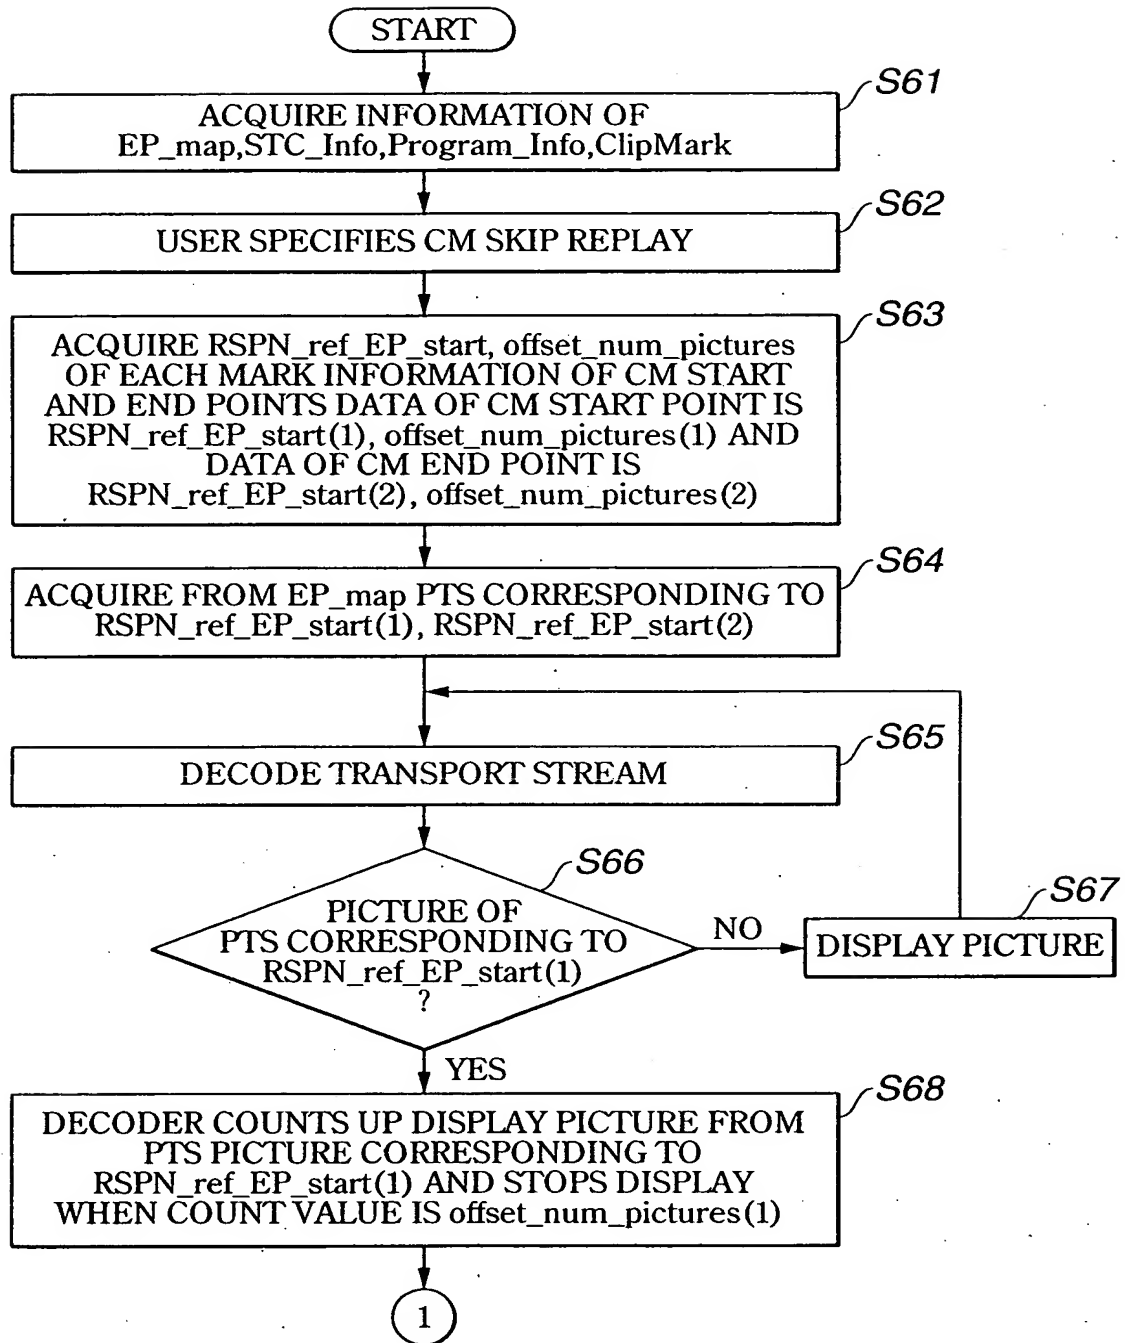 START
S61
ACQUIRE INFORMATION OF
EP_map,STC_Info,Program_Info,ClipMark
S62
USER SPECIFIES CM SKIP REPLAY
S63
ACQUIRE RSPN_ref_EP_start, offset_num_pictures
OF EACH MARK INFORMATION OF CM START
AND END POINTS DATA OF CM START POINT IS
RSPN_ref_EP_start(1), offset_num_pictures(1) AND
DATA OF CM END POINT IS
RSPN_ref_EP_start(2), offset_num_pictures(2)
S64
ACQUIRE FROM EP_map PTS CORRESPONDING TO
RSPN_ref_EP_start(1), RSPN_ref_EP_start(2)
S65
DECODE TRANSPORT STREAM
S66
PICTURE OF
PTS CORRESPONDING TO
RSPN_ref_EP_start(1)
?
NO
S67
DISPLAY PICTURE
YES
S68
DECODER COUNTS UP DISPLAY PICTURE FROM
PTS PICTURE CORRESPONDING TO
RSPN_ref_EP_start(1) AND STOPS DISPLAY
WHEN COUNT VALUE IS offset_num_pictures(1)
1